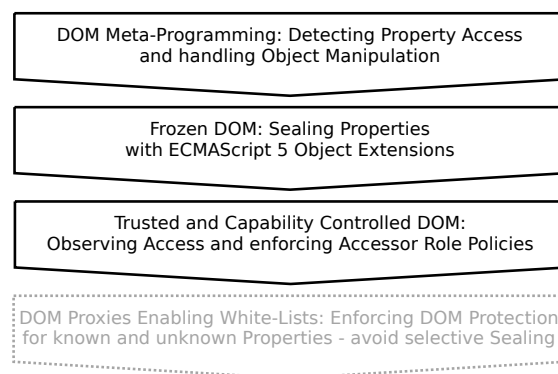 DOM Meta-Programming: Detecting Property Access
and handling Object Manipulation
Frozen DOM: Sealing Properties
with ECMAScript 5 Object Extensions
Trusted and Capability Controlled DOM:
Observing Access and enforcing Accessor Role Policies
DOM Proxies Enabling White-Lists: Enforcing DOM Protection
for known and unknown Properties - avoid selective Sealing